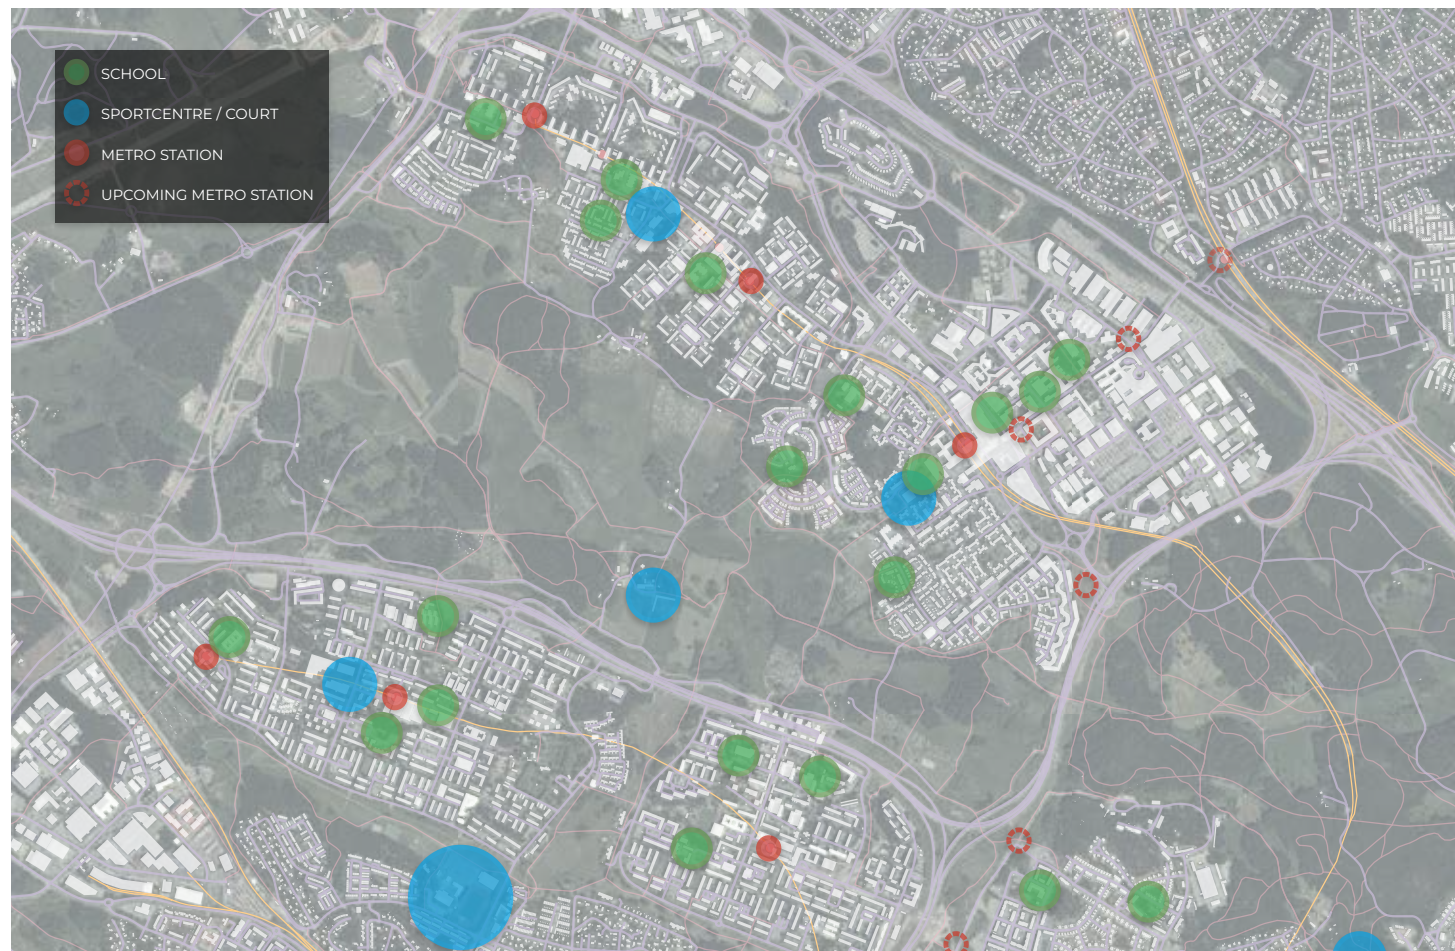 SCHOOL
SPORTCENTRE / COURT
METRO STATION
UPCOMING METRO STATION